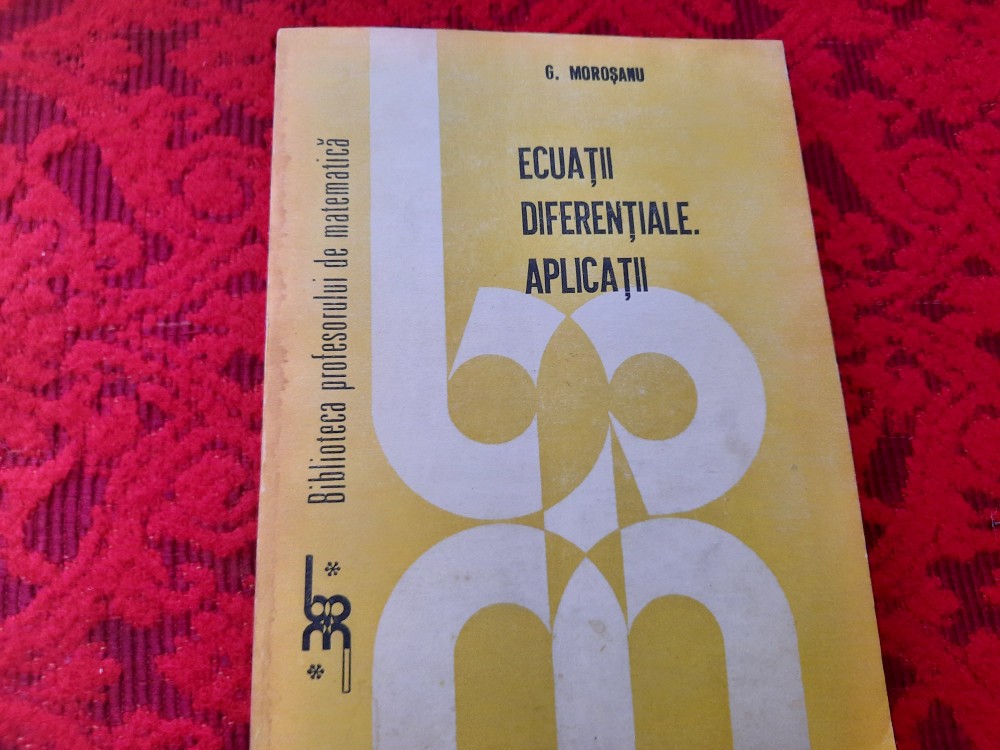 G. MOROȘANU
ECUAȚII
DIFERENȚIALE.
APLICAȚII
Biblioteca profesorului de matematică